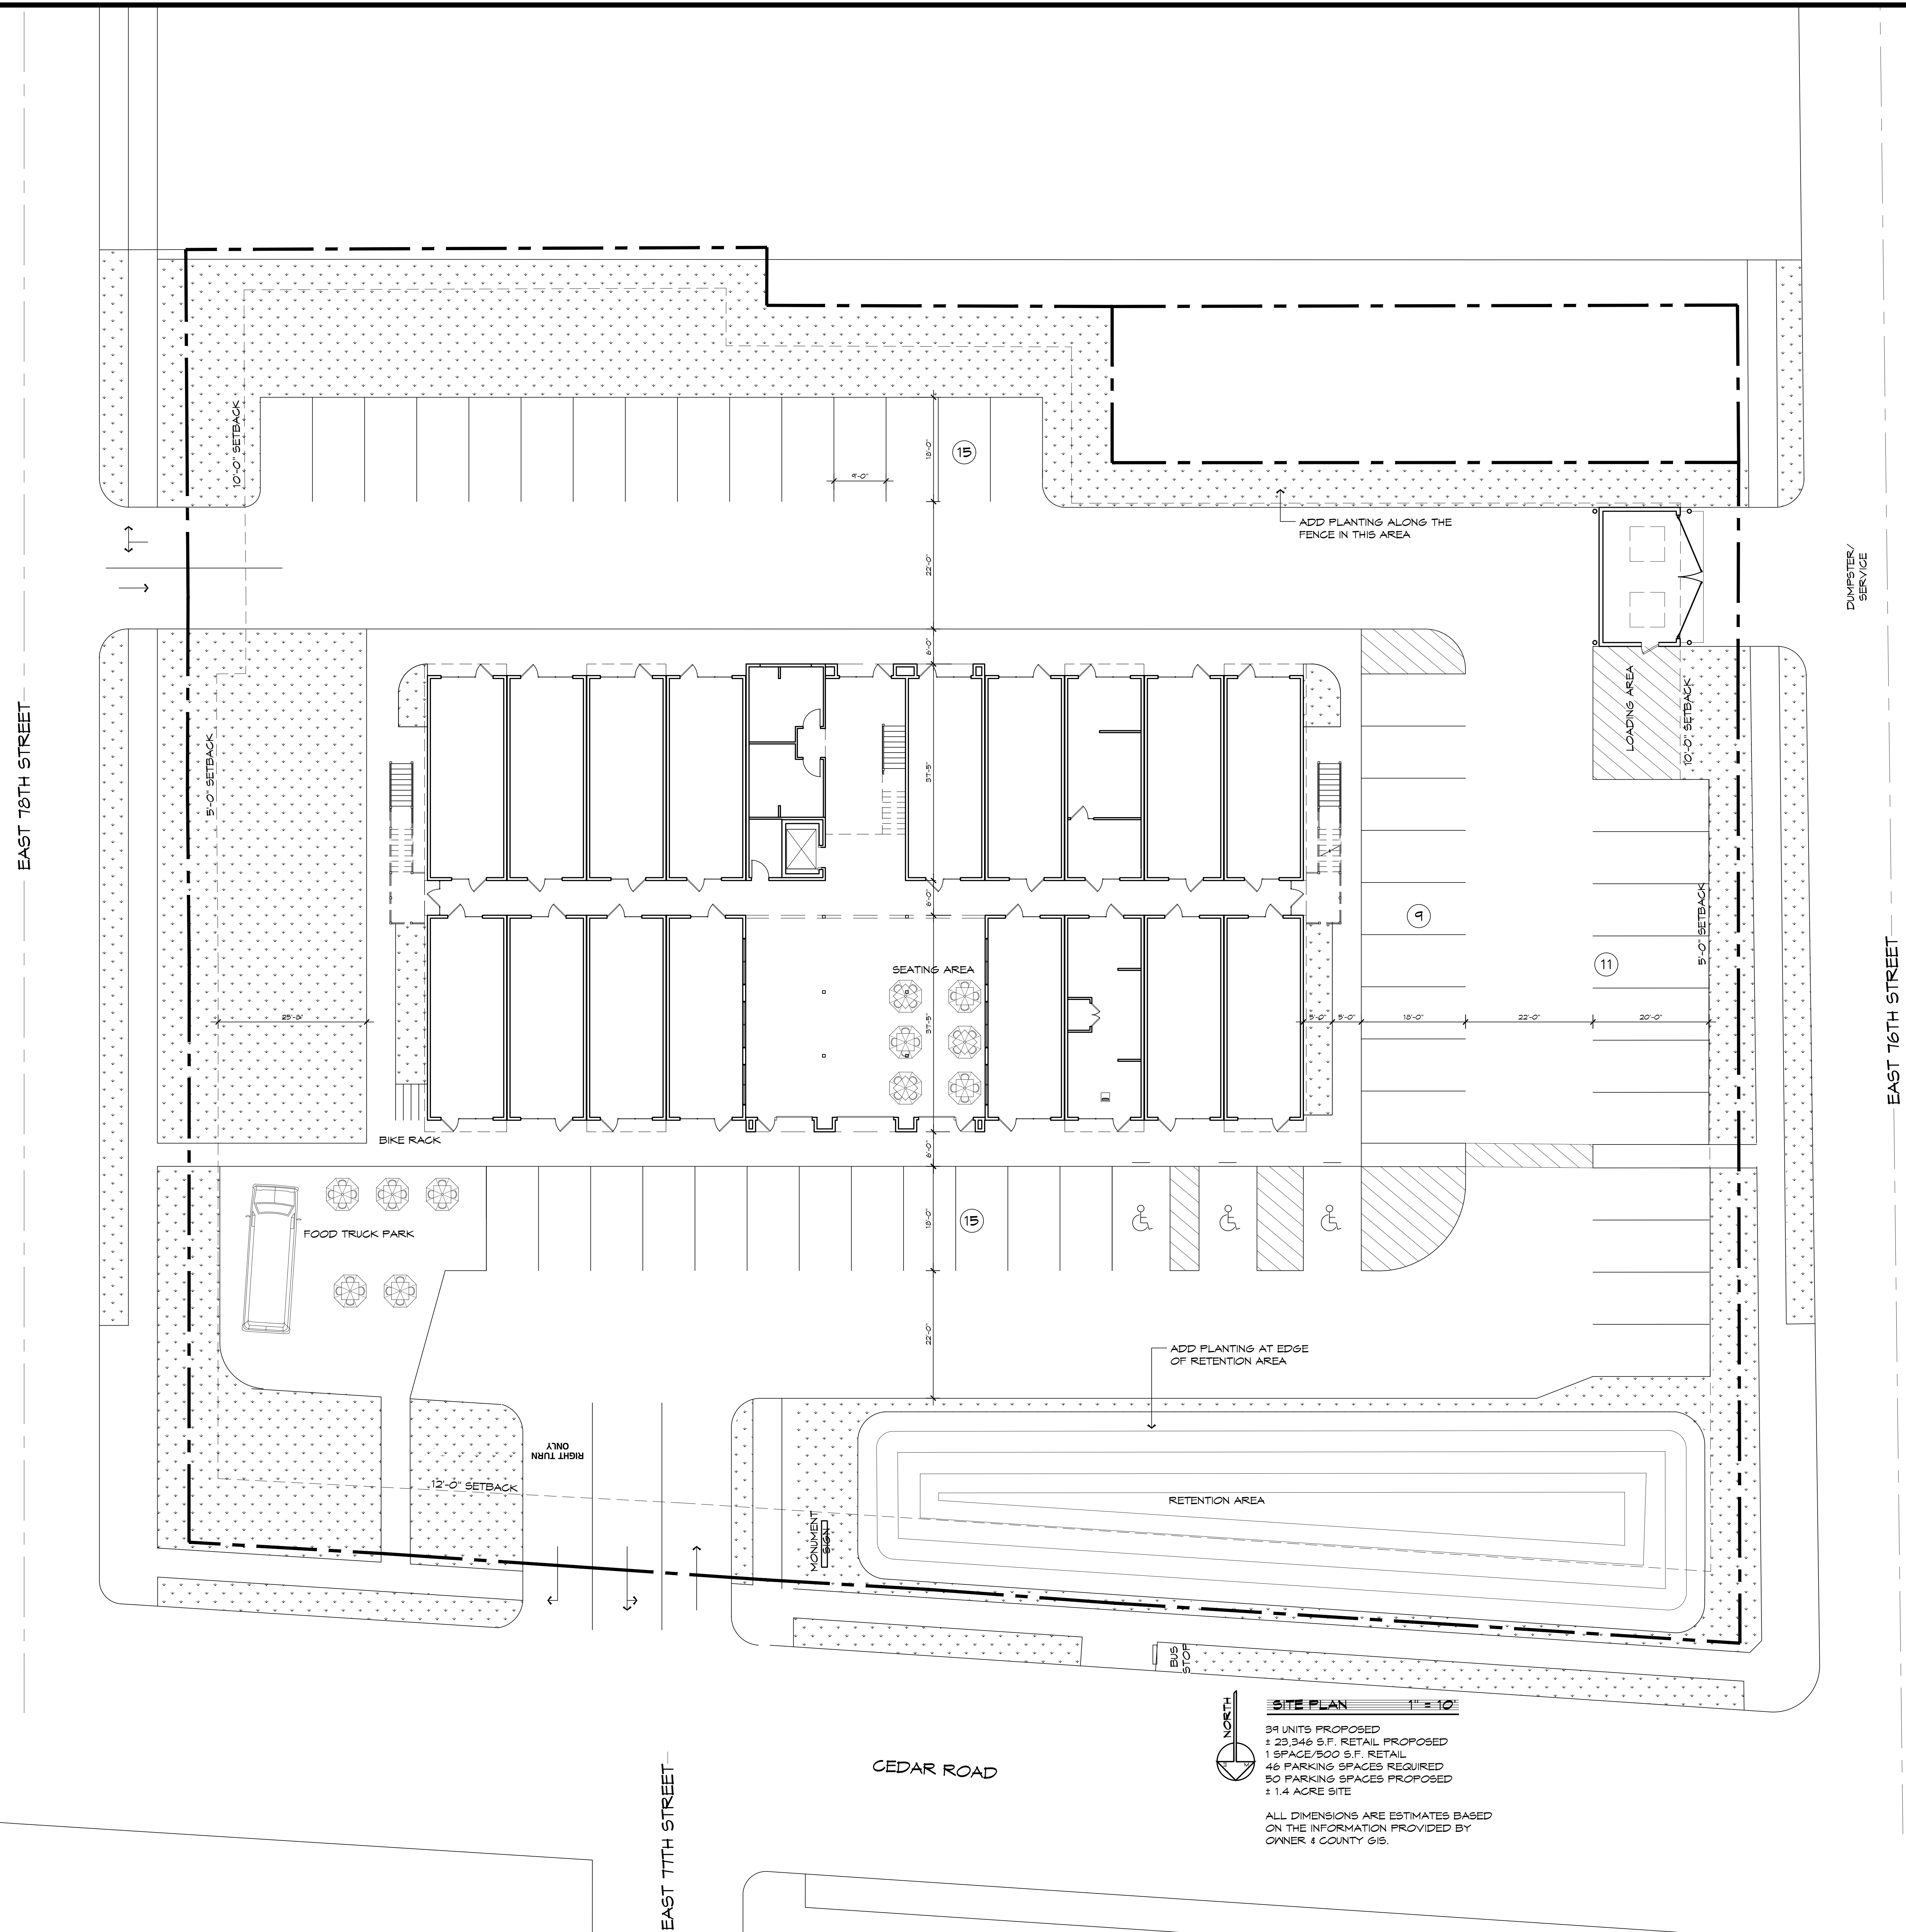 10'-0" SETBACK
18'-0"
15
9'-0"
ADD PLANTING ALONG THE
FENCE IN THIS AREA
22'-0"
DUMPSTER/
SERVICE
6'-0"
LOADING AREA
10'-0" SETBACK
EAST 78TH STREET
5'-0" SETBACK
37'-5"
6'-0"
9
5'-0" SETBACK
11
SEATING AREA
EAST 76TH STREET
25'-8"
37'-5"
5'-0"
5'-0"
18'-0"
22'-0"
20'-0"
BIKE RACK
6'-0"
FOOD TRUCK PARK
18'-0"
15
22'-0"
ADD PLANTING AT EDGE
OF RETENTION AREA
RIGHT TURN
ONLY
12'-0" SETBACK
RETENTION AREA
MONUMENT
SIGN
BUS
STOP
NORTH
SITE PLAN 1" = 10'
39 UNITS PROPOSED
± 23,346 S.F. RETAIL PROPOSED
1 SPACE/500 S.F. RETAIL
46 PARKING SPACES REQUIRED
50 PARKING SPACES PROPOSED
± 1.4 ACRE SITE
ALL DIMENSIONS ARE ESTIMATES BASED
ON THE INFORMATION PROVIDED BY
OWNER & COUNTY GIS.
CEDAR ROAD
EAST 77TH STREET